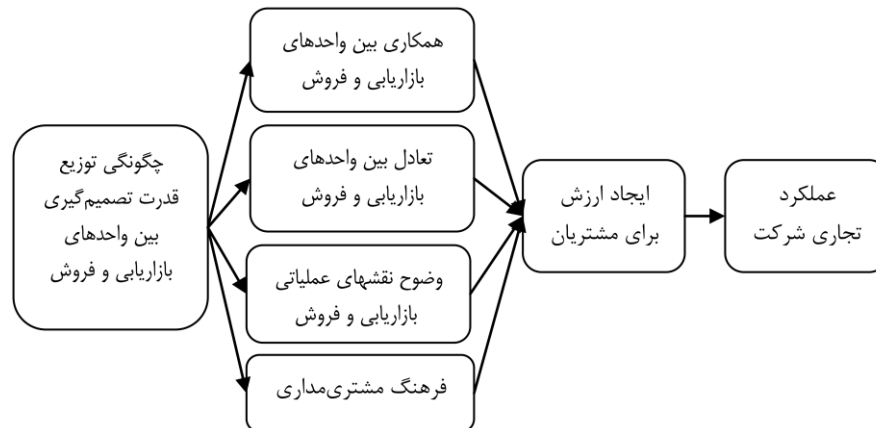 چگونگی توزیع
قدرت تصمیم‌گیری
بین واحدهای
بازاریابی و فروش
همکاری بین واحدهای
بازاریابی و فروش
تعادل بین واحدهای
بازاریابی و فروش
وضوح نقشهای عملیاتی
بازاریابی و فروش
فرهنگ مشتری‌مداری
ایجاد ارزش
برای مشتریان
عملکرد
تجاری شرکت